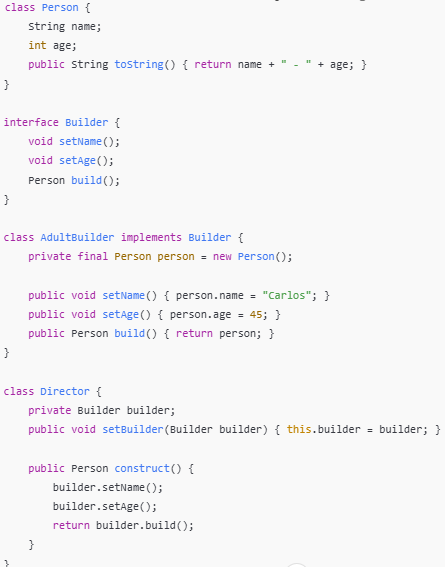 class Person {
    String name;
    int age;
    public String toString() { return name + " - " + age; }
}

interface Builder {
    void setName();
    void setAge();
    Person build();
}

class AdultBuilder implements Builder {
    private final Person person = new Person();

    public void setName() { person.name = "Carlos"; }
    public void setAge() { person.age = 45; }
    public Person build() { return person; }
}

class Director {
    private Builder builder;
    public void setBuilder(Builder builder) { this.builder = builder; }

    public Person construct() {
        builder.setName();
        builder.setAge();
        return builder.build();
    }
}